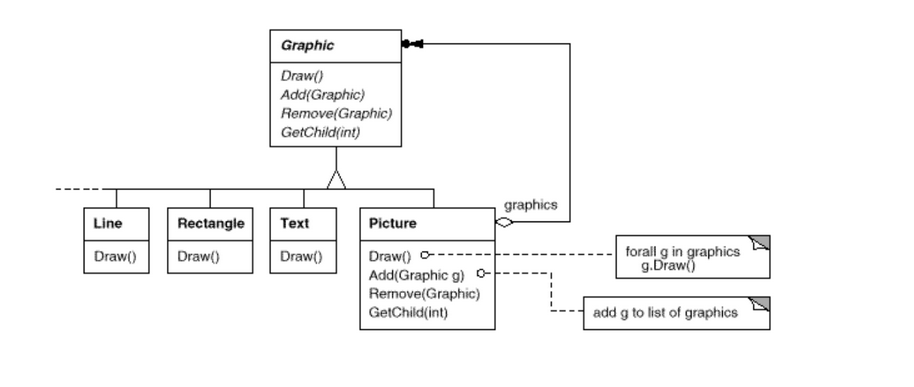 Graphic
Draw()
Add(Graphic)
Remove(Graphic)
GetChild(int)
graphics
Line
Draw()
Rectangle
Draw()
Text
Draw()
Picture
Draw()
Add(Graphic g)
Remove(Graphic)
GetChild(int)
forall g in graphics
g.Draw()
add g to list of graphics